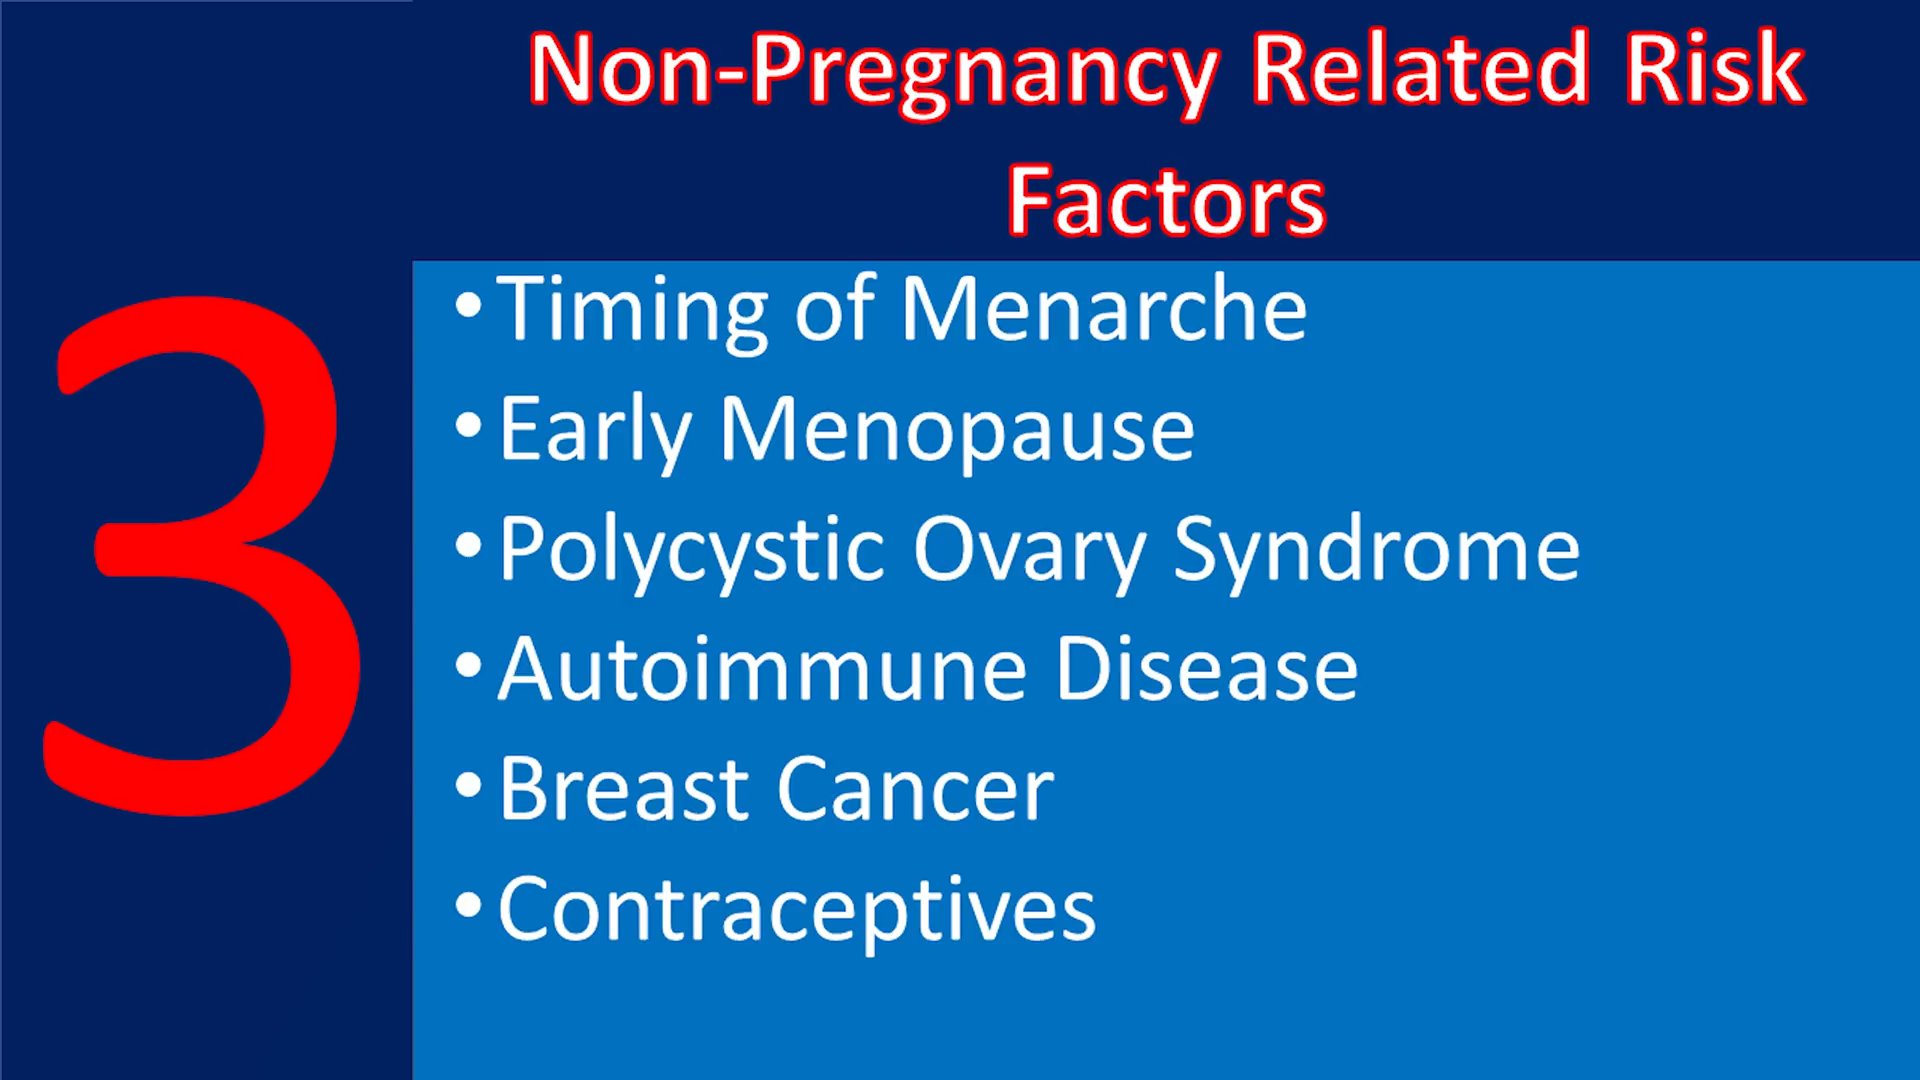 Non-Pregnancy Related Risk
Factors
3
• Timing of Menarche
• Early Menopause
• Polycystic Ovary Syndrome
• Autoimmune Disease
• Breast Cancer
• Contraceptives